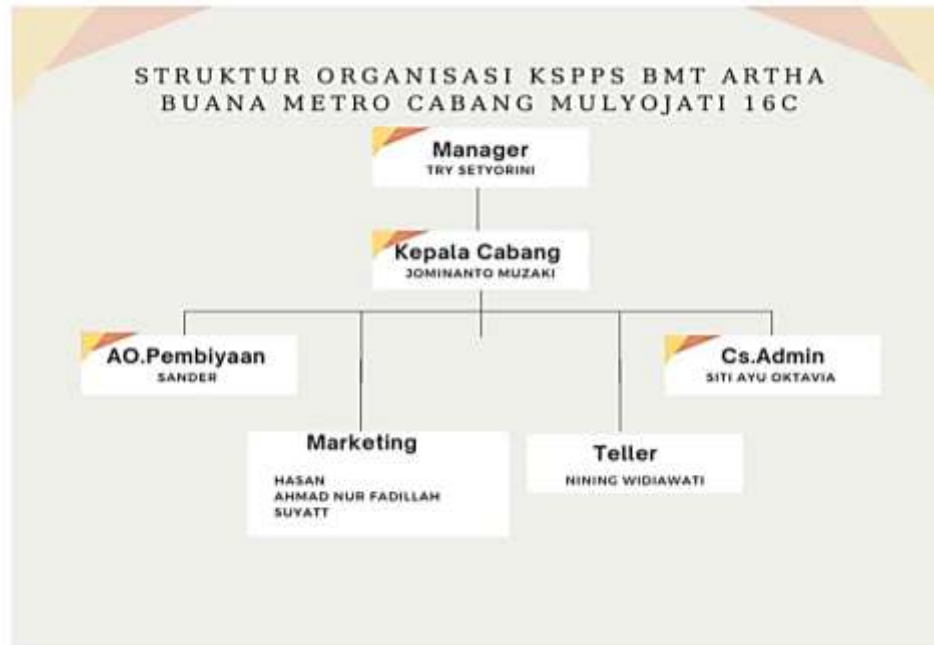 STRUKTUR ORGANISASI KSPPS BMT ARTHA
BUANA METRO CABANG MULYOJATI 16C
Manager
TRY SETYORINI
Kepala Cabang
JOMINANTO MUZAKI
AO.Pembiyaan
SANDER
Cs.Admin
SITI AYU OKTAVIA
Marketing
HASAN
AHMAD NUR FADILLAH
SUYATT
Teller
NINING WIDIAWATI